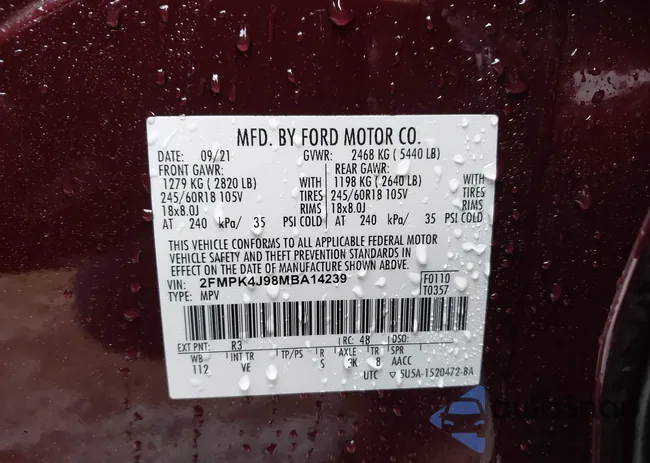 MFD. BY FORD MOTOR CO.
DATE: 09/21 GVWR: 2468 KG (5440 LB)
FRONT GAWR: REAR GAWR:
1279 KG (2820 LB) WITH 1198 KG (2640 LB) WITH
245/60R18 105V TIRES 245/60R18 105V TIRES
18x8.0J RIMS 18x8.0J RIMS
AT 240 kPa/ 35 PSI COLD AT 240 kPa/ 35 PSI COLD
THIS VEHICLE CONFORMS TO ALL APPLICABLE FEDERAL MOTOR
VEHICLE SAFETY AND THEFT PREVENTION STANDARDS IN
EFFECT ON THE DATE OF MANUFACTURE SHOWN ABOVE.
VIN: 2FMPK4J98MBA14239 F0110
TYPE: MPV T0357
EXT PNT: R3 RC: 48 DSO:
WB INT TR TP/PS R AXLE TR SPR
112 VE S 3K 8 AACC
UTC 5U5A-1520472-BA